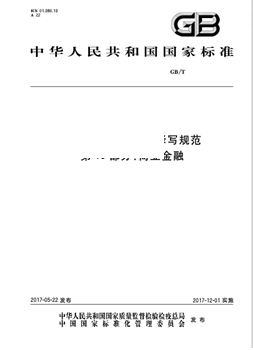 ICS 01.080.10
A 22
GB
中华人民共和国国家标准
GB/T
写规范
金融
2017-05-22 发布
2017-12-01 实施
中华人民共和国国家质量监督检验检疫总局
中国国家标准化管理委员会
发布